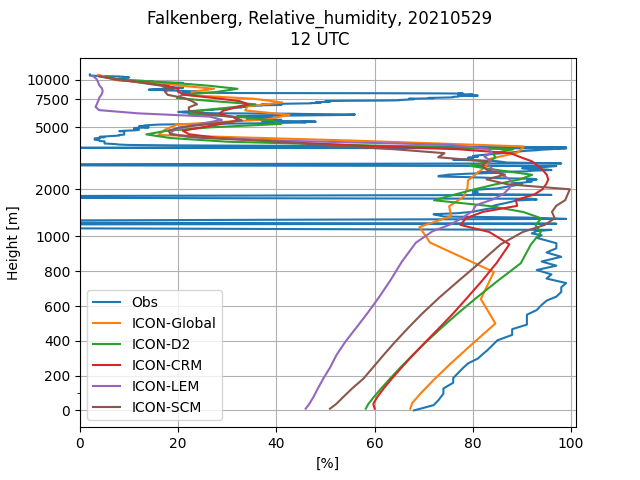 Falkenberg, Relative_humidity, 20210529
12 UTC
10000
7500
5000
2000
1000
800
600
400
200
0
Height [m]
Obs
ICON-Global
ICON-D2
ICON-CRM
ICON-LEM
ICON-SCM
0 20 40 60 80 100
[%]